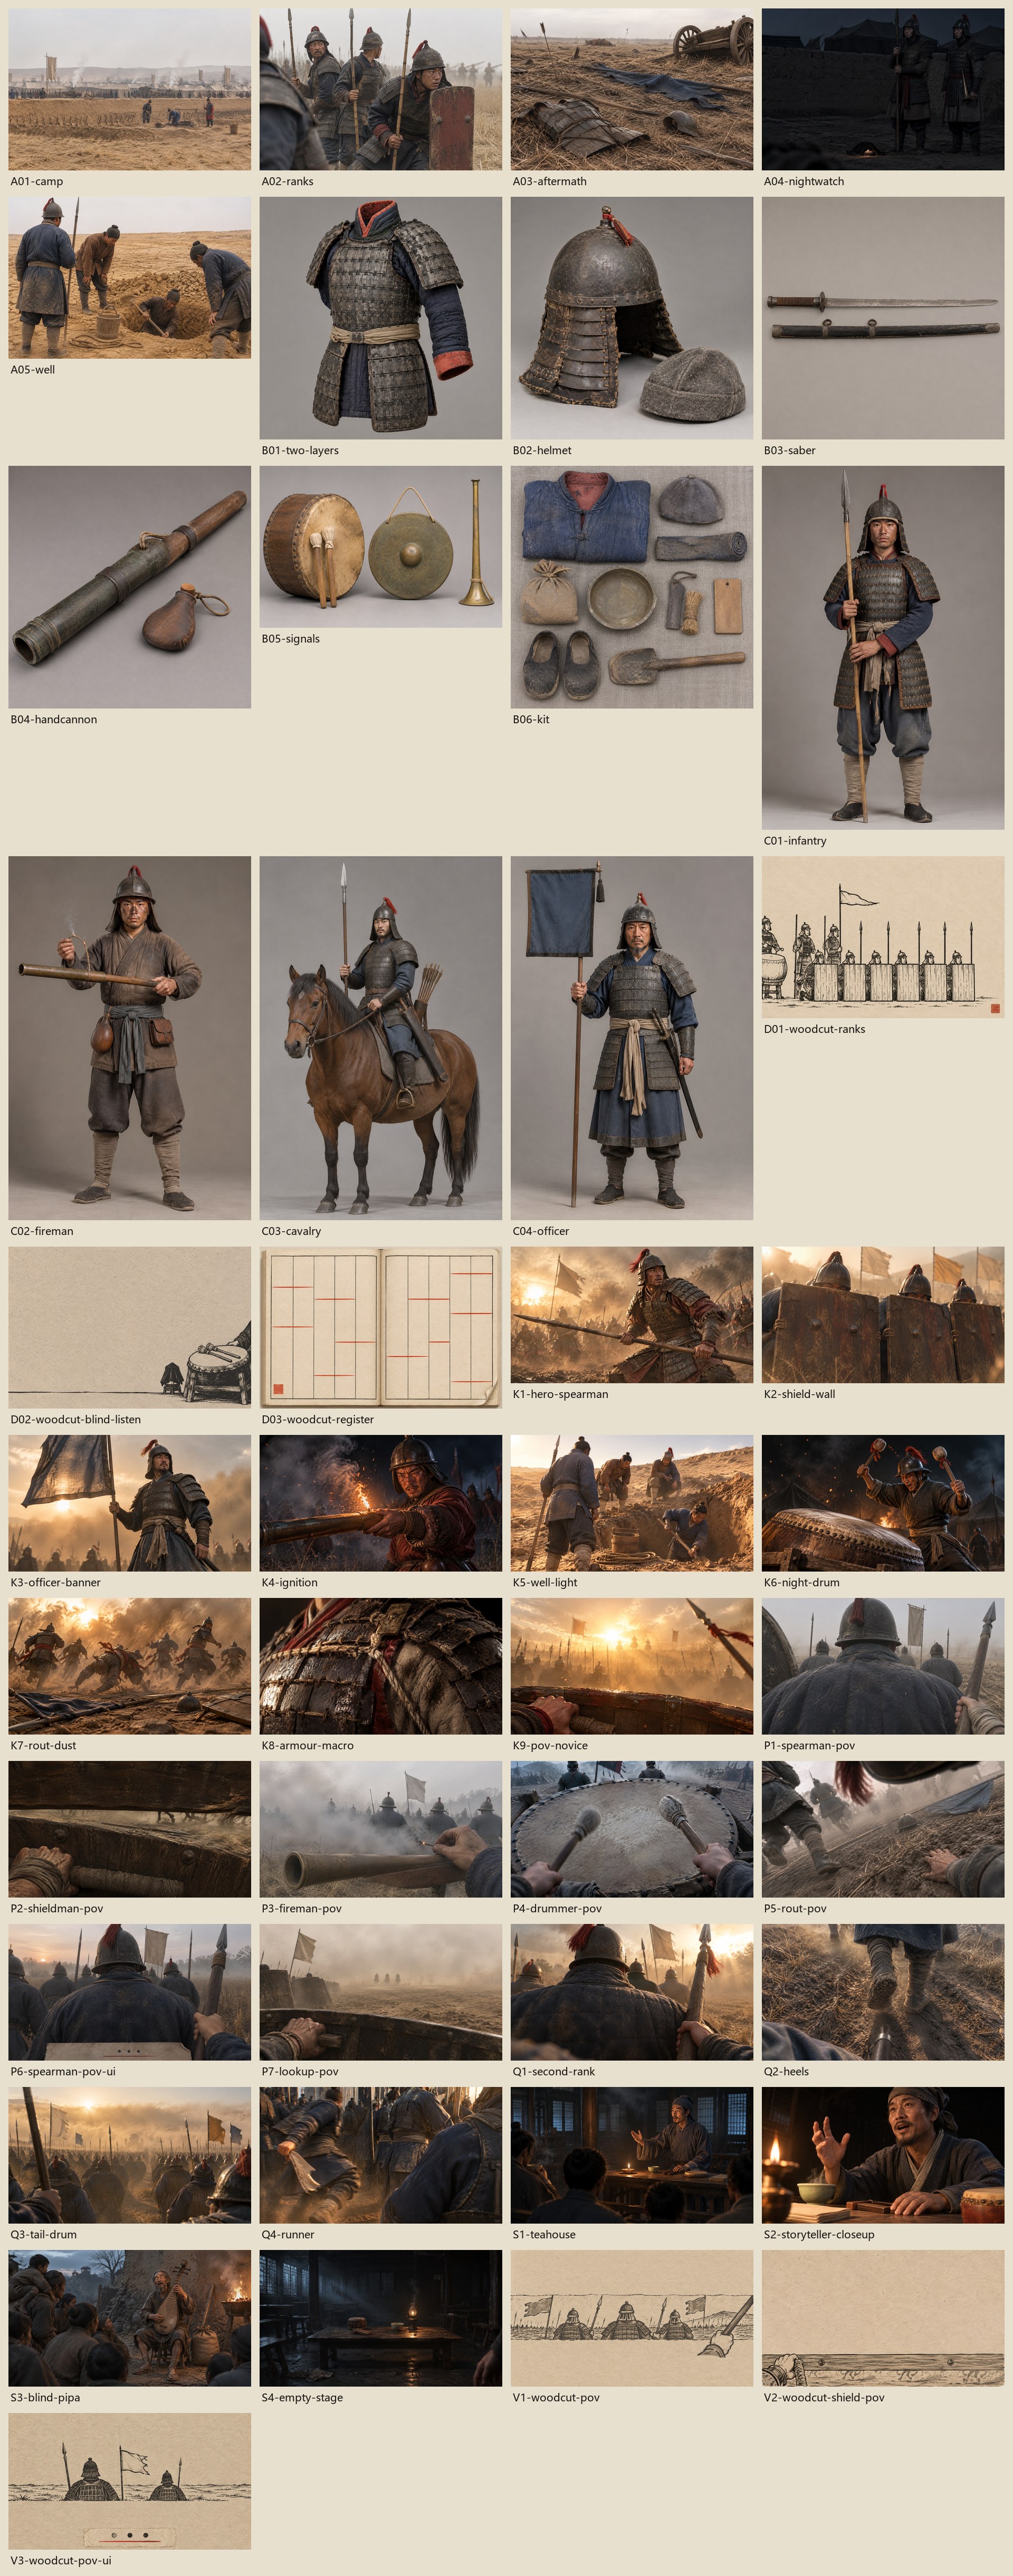 A01-camp
A02-ranks
A03-aftermath
A04-nightwatch
A05-well
B01-two-layers
B02-helmet
B03-saber
B04-handcannon
B05-signals
B06-kit
C01-infantry
C02-fireman
C03-cavalry
C04-officer
D01-woodcut-ranks
D02-woodcut-blind-listen
D03-woodcut-register
K1-hero-spearman
K2-shield-wall
K3-officer-banner
K4-ignition
K5-well-light
K6-night-drum
K7-rout-dust
K8-armour-macro
K9-pov-novice
P1-spearman-pov
P2-shieldman-pov
P3-fireman-pov
P4-drummer-pov
P5-rout-pov
P6-spearman-pov-ui
P7-lookup-pov
Q1-second-rank
Q2-heels
Q3-tail-drum
Q4-runner
S1-teahouse
S2-storyteller-closeup
S3-blind-pipa
S4-empty-stage
V1-woodcut-pov
V2-woodcut-shield-pov
V3-woodcut-pov-ui